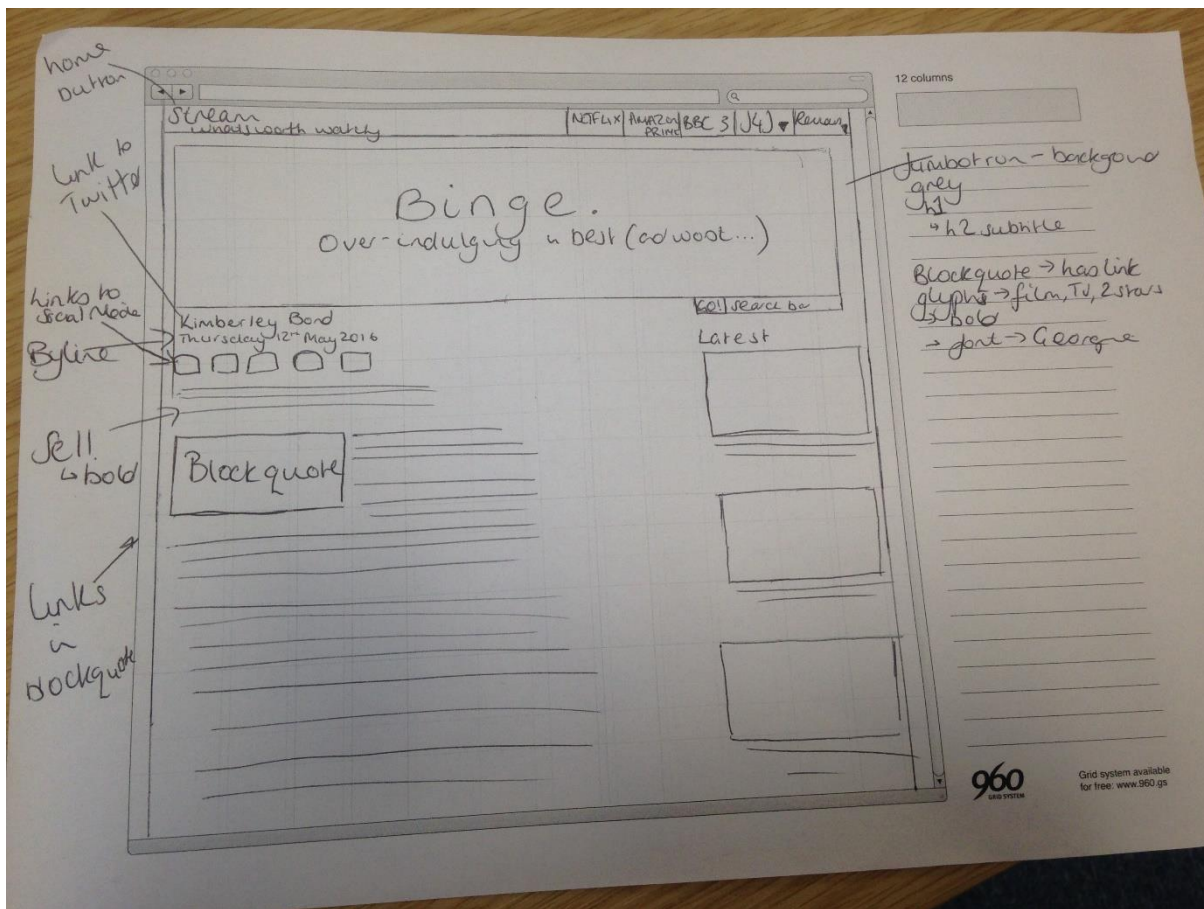 home
button
Link to
Twitter
Links to
Social Media
Byline
Sell
↳ bold
Links
in
blockquote
Stream
whats worth watching
NETFLIX
AMAZON
PRIME
BBC 3
(4)
Binge.
Over-indulging in best (
GO!
search bar
Kimberley Bond
Thursday 12th May 2016
Blockquote
Latest
12 columns
Jumbotron - background
grey
h1
↳ h2 subtitle
Blockquote → has link
glyphs → film, TV, 2 stars
→ bold
→ font → Georgia
960
GRID SYSTEM
Grid system available
for free: www.960.gs